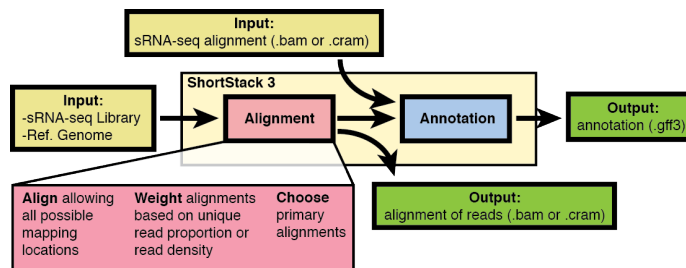 Input:
sRNA-seq alignment (.bam or .cram)
ShortStack 3
Input:
-sRNA-seq Library
-Ref. Genome
Alignment
Annotation
Output:
annotation (.gff3)
Align allowing
all possible
mapping
locations
Weight alignments
based on unique
read proportion or
read density
Choose
primary
alignments
Output:
alignment of reads (.bam or .cram)